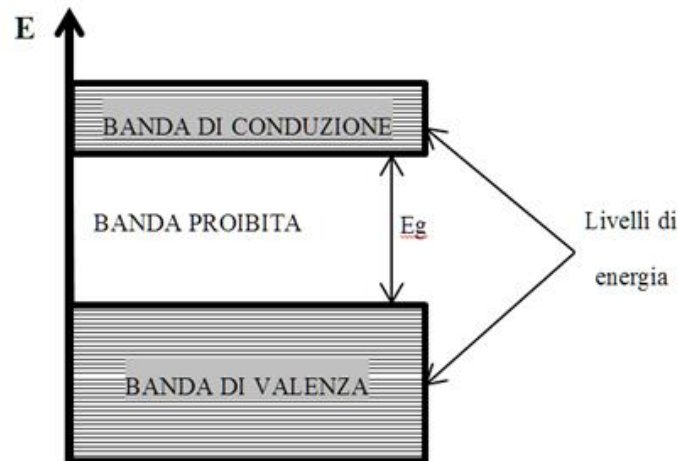 E
BANDA DI CONDUZIONE
BANDA PROIBITA
Eg
Livelli di
energia
BANDA DI VALENZA